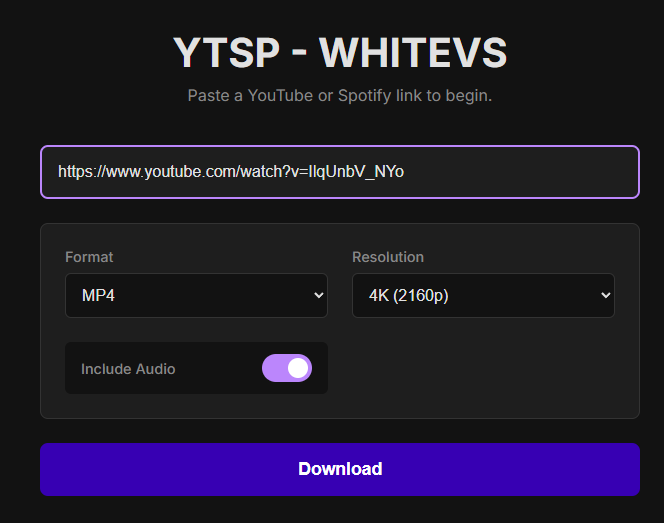 YTSP - WHITEVS
Paste a YouTube or Spotify link to begin.
https://www.youtube.com/watch?v=IlqUnbV_NYo
Format
Resolution
MP4
4K (2160p)
Include Audio
Download